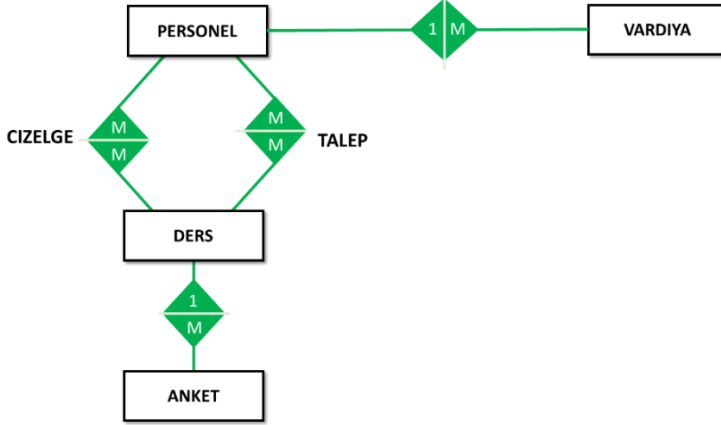 PERSONEL
1 M
VARDIYA
CIZELGE
M
M
M
M
TALEP
DERS
1
M
ANKET